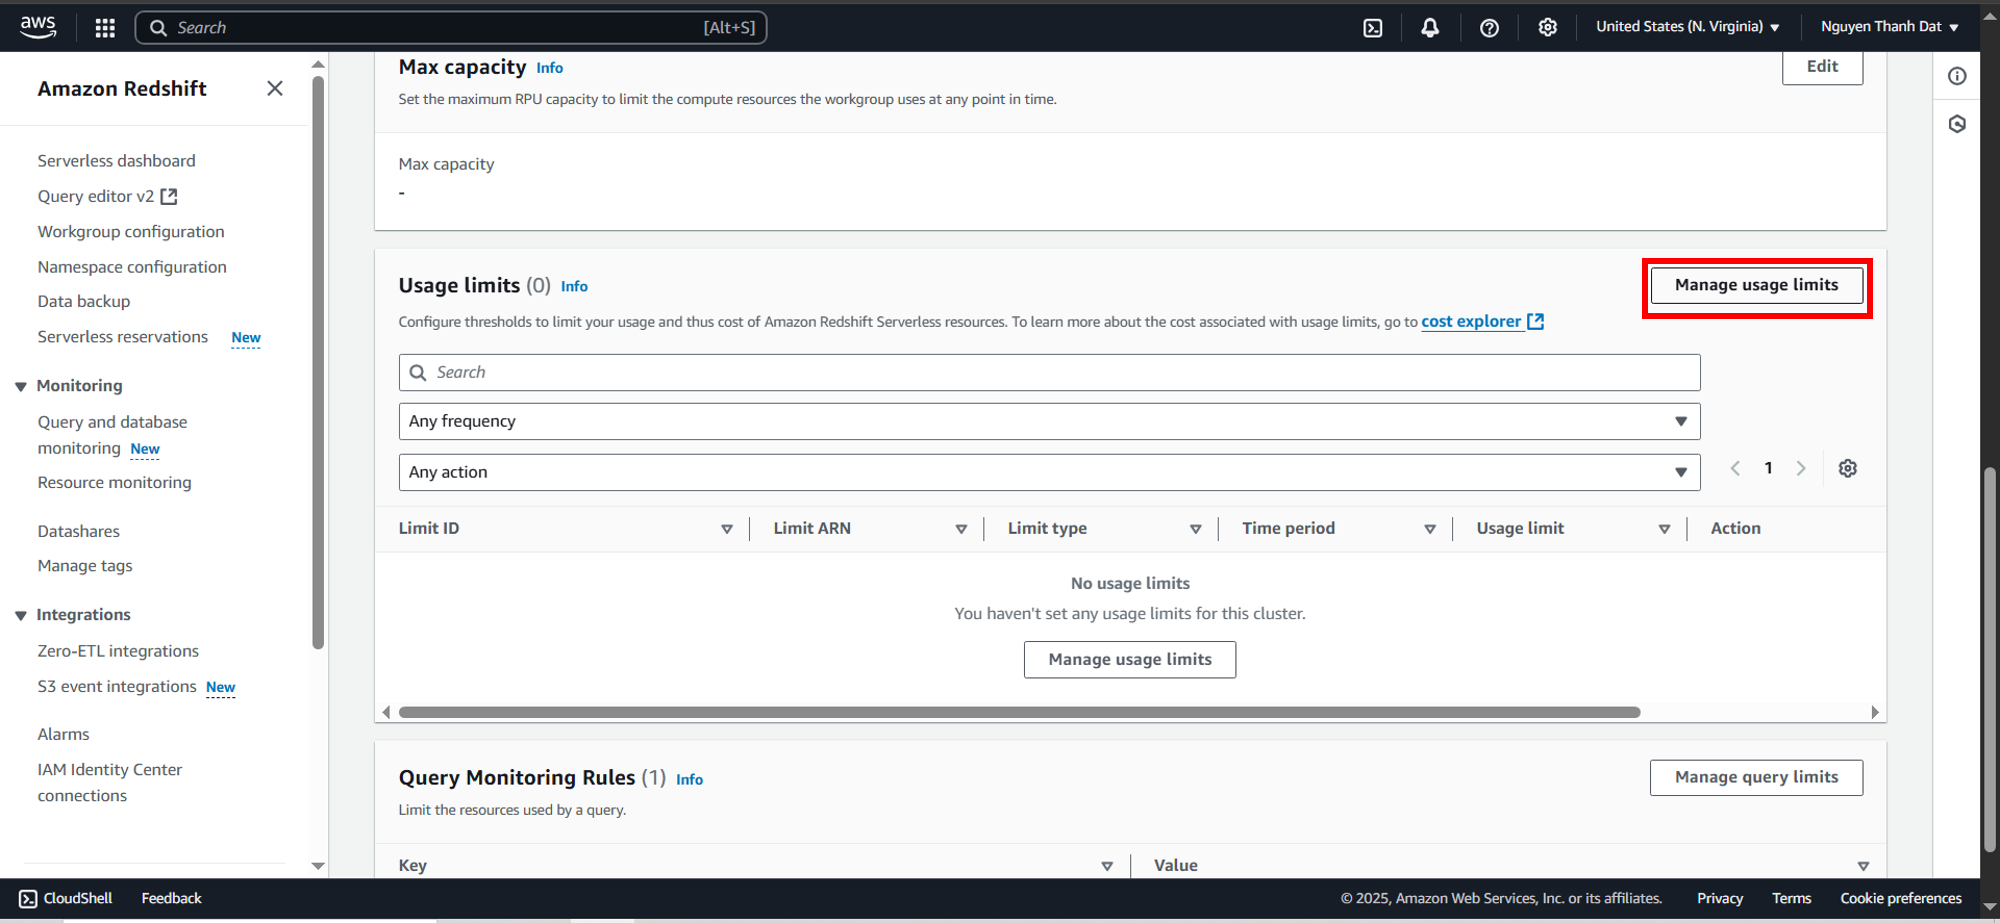 aws
Search
[Alt+S]
United States (N. Virginia)
Nguyen Thanh Dat
Amazon Redshift
Serverless dashboard
Query editor v2
Workgroup configuration
Namespace configuration
Data backup
Serverless reservations New
Monitoring
Query and database
monitoring New
Resource monitoring
Datashares
Manage tags
Integrations
Zero-ETL integrations
S3 event integrations New
Alarms
IAM Identity Center
connections
Max capacity Info
Edit
Set the maximum RPU capacity to limit the compute resources the workgroup uses at any point in time.
Max capacity
-
Usage limits (0) Info
Manage usage limits
Configure thresholds to limit your usage and thus cost of Amazon Redshift Serverless resources. To learn more about the cost associated with usage limits, go to cost explorer
Search
Any frequency
Any action
1
Limit ID Limit ARN Limit type Time period Usage limit Action
No usage limits
You haven't set any usage limits for this cluster.
Manage usage limits
Query Monitoring Rules (1) Info
Manage query limits
Limit the resources used by a query.
Key Value
CloudShell Feedback
© 2025, Amazon Web Services, Inc. or its affiliates. Privacy Terms Cookie preferences